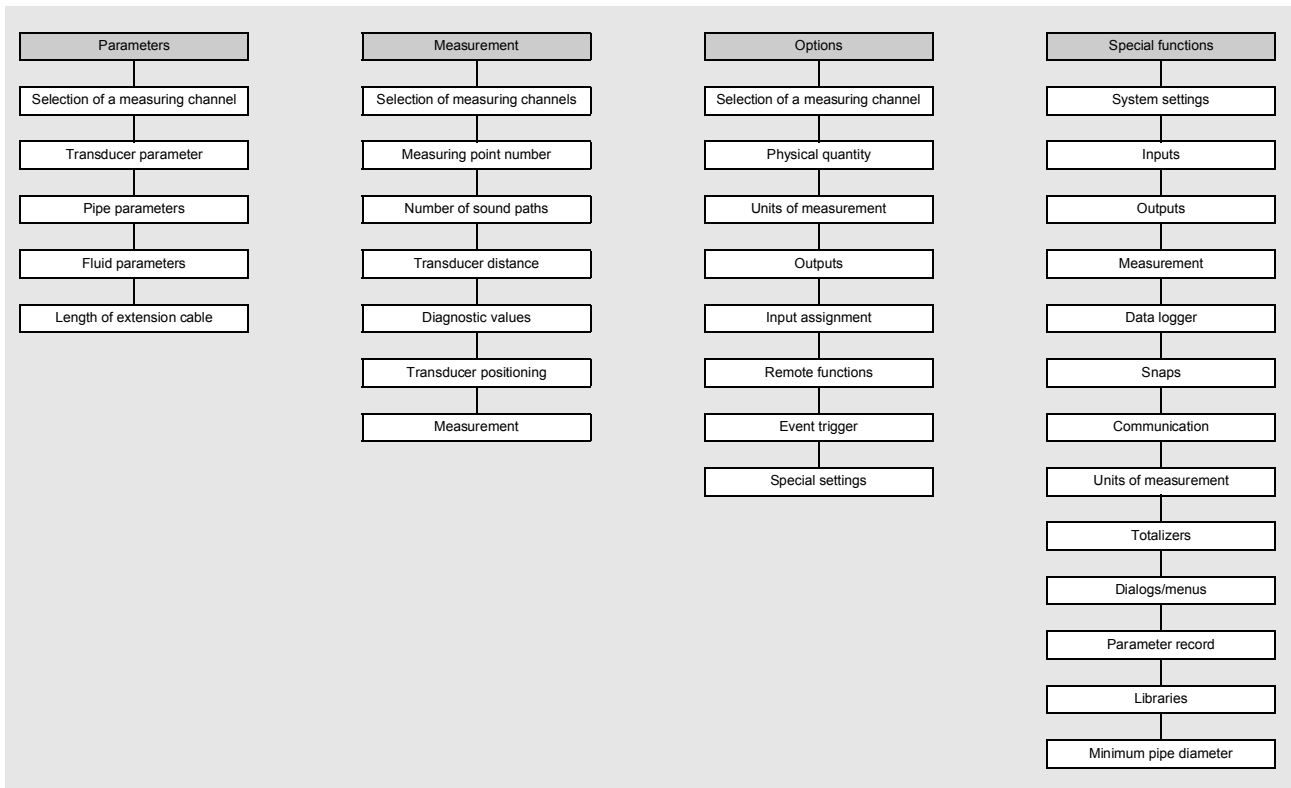 Parameters
Selection of a measuring channel
Transducer parameter
Pipe parameters
Fluid parameters
Length of extension cable
Measurement
Selection of measuring channels
Measuring point number
Number of sound paths
Transducer distance
Diagnostic values
Transducer positioning
Measurement
Options
Selection of a measuring channel
Physical quantity
Units of measurement
Outputs
Input assignment
Remote functions
Event trigger
Special settings
Special functions
System settings
Inputs
Outputs
Measurement
Data logger
Snaps
Communication
Units of measurement
Totalizers
Dialogs/menus
Parameter record
Libraries
Minimum pipe diameter